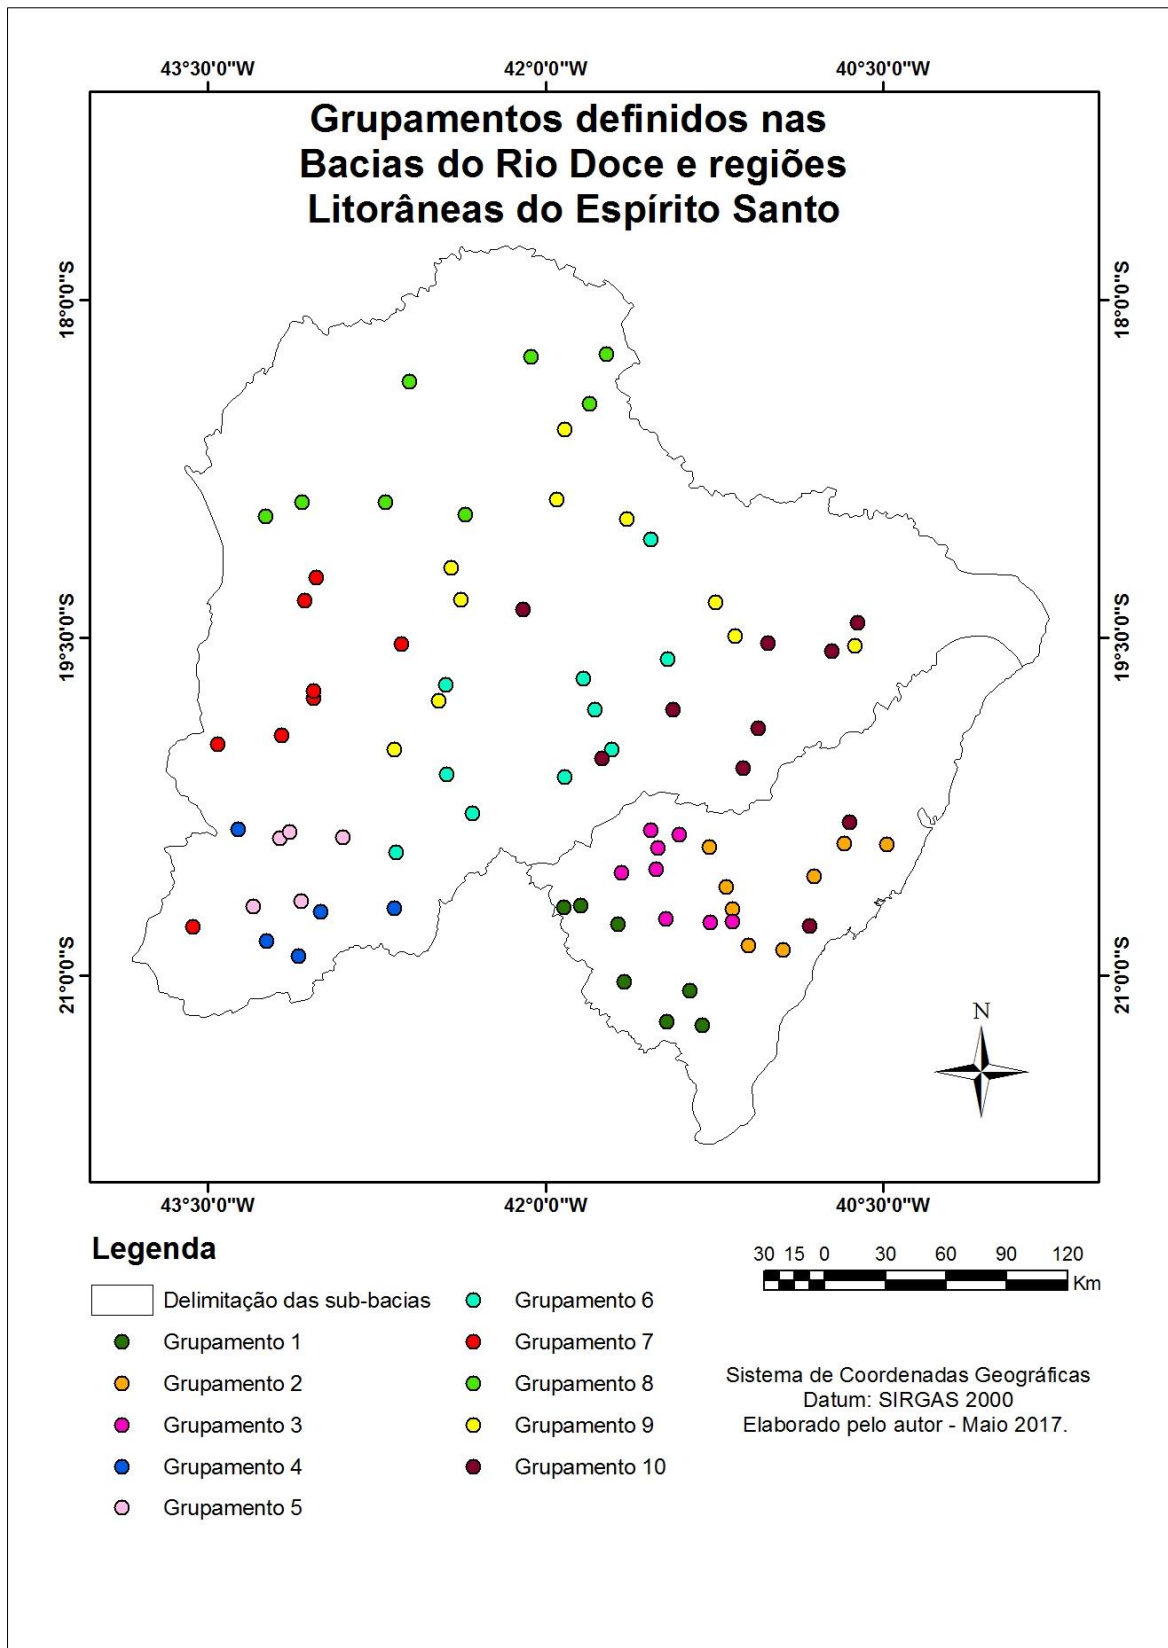 43°30'0"W
42°0'0"W
40°30'0"W
Grupamentos definidos nas
Bacias do Rio Doce e regiões
Litorâneas do Espírito Santo
18°0'0"S
18°0'0"S
19°30'0"S
19°30'0"S
21°0'0"S
21°0'0"S
N
43°30'0"W
42°0'0"W
40°30'0"W
Legenda
Delimitação das sub-bacias
Grupamento 1
Grupamento 2
Grupamento 3
Grupamento 4
Grupamento 5
Grupamento 6
Grupamento 7
Grupamento 8
Grupamento 9
Grupamento 10
30 15 0 30 60 90 120
Km
Sistema de Coordenadas Geográficas
Datum: SIRGAS 2000
Elaborado pelo autor - Maio 2017.